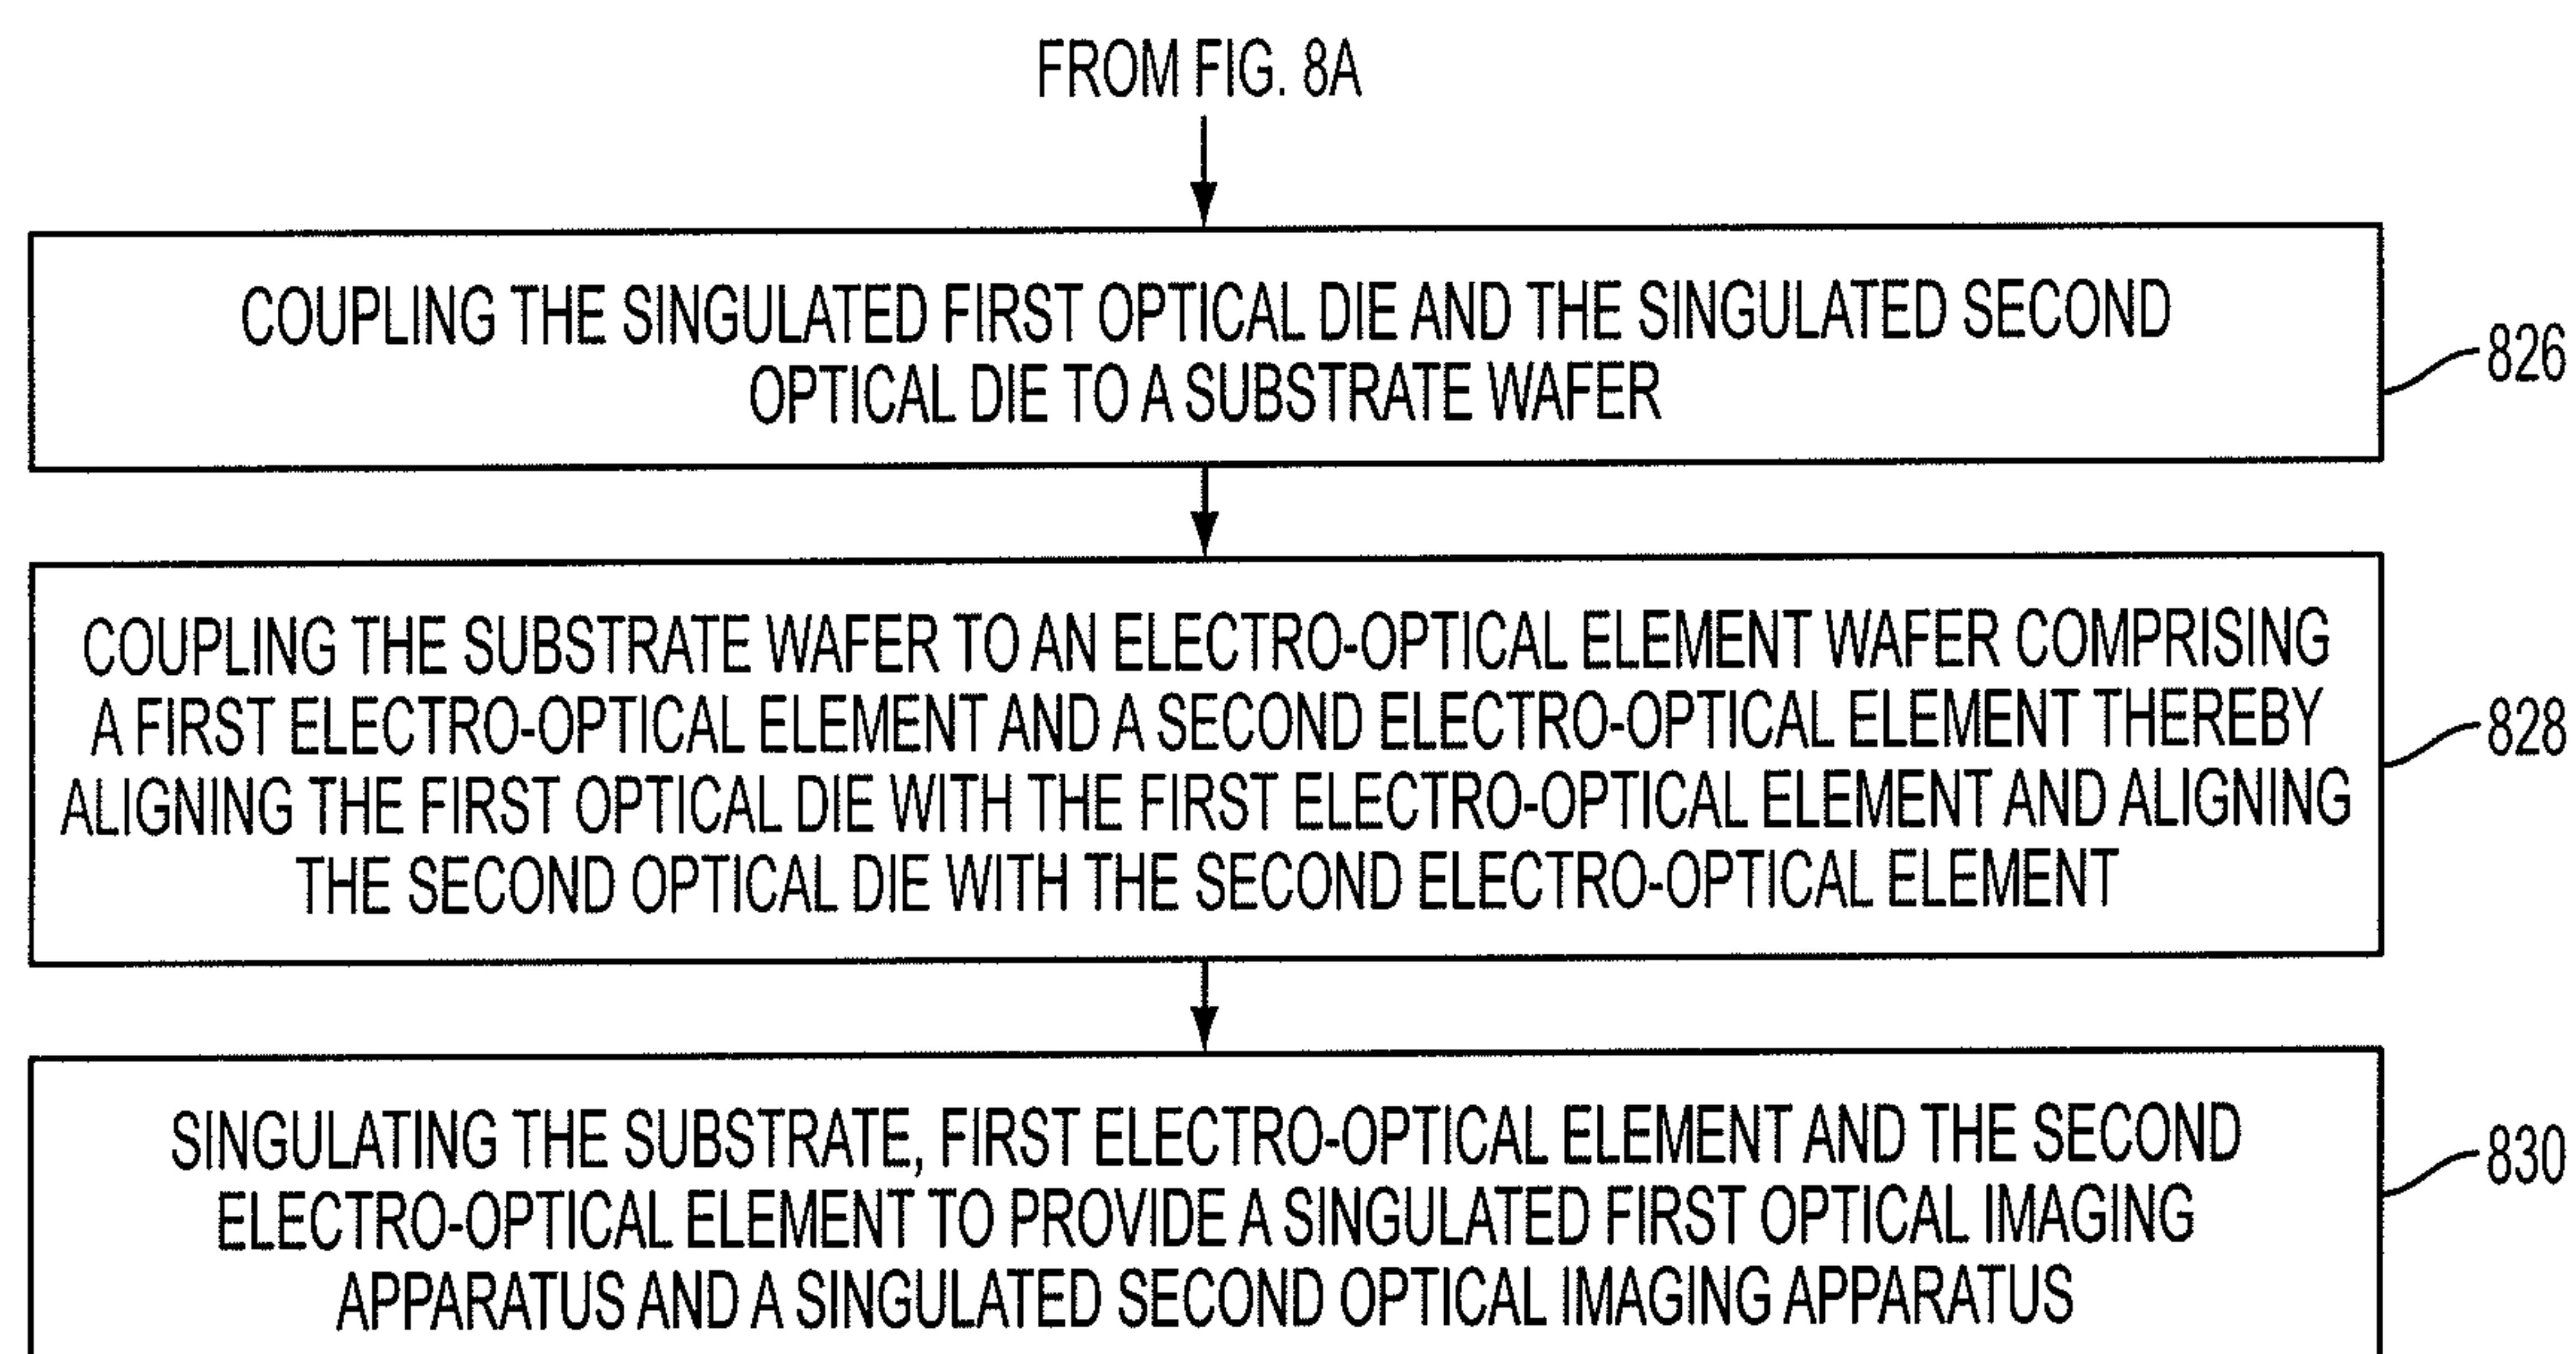 FROM FIG. 8A
COUPLING THE SINGULATED FIRST OPTICAL DIE AND THE SINGULATED SECOND
OPTICAL DIE TO A SUBSTRATE WAFER
826
COUPLING THE SUBSTRATE WAFER TO AN ELECTRO-OPTICAL ELEMENT WAFER COMPRISING
A FIRST ELECTRO-OPTICAL ELEMENT AND A SECOND ELECTRO-OPTICAL ELEMENT THEREBY
ALIGNING THE FIRST OPTICAL DIE WITH THE FIRST ELECTRO-OPTICAL ELEMENT AND ALIGNING
THE SECOND OPTICAL DIE WITH THE SECOND ELECTRO-OPTICAL ELEMENT
828
SINGULATING THE SUBSTRATE, FIRST ELECTRO-OPTICAL ELEMENT AND THE SECOND
ELECTRO-OPTICAL ELEMENT TO PROVIDE A SINGULATED FIRST OPTICAL IMAGING
APPARATUS AND A SINGULATED SECOND OPTICAL IMAGING APPARATUS
830